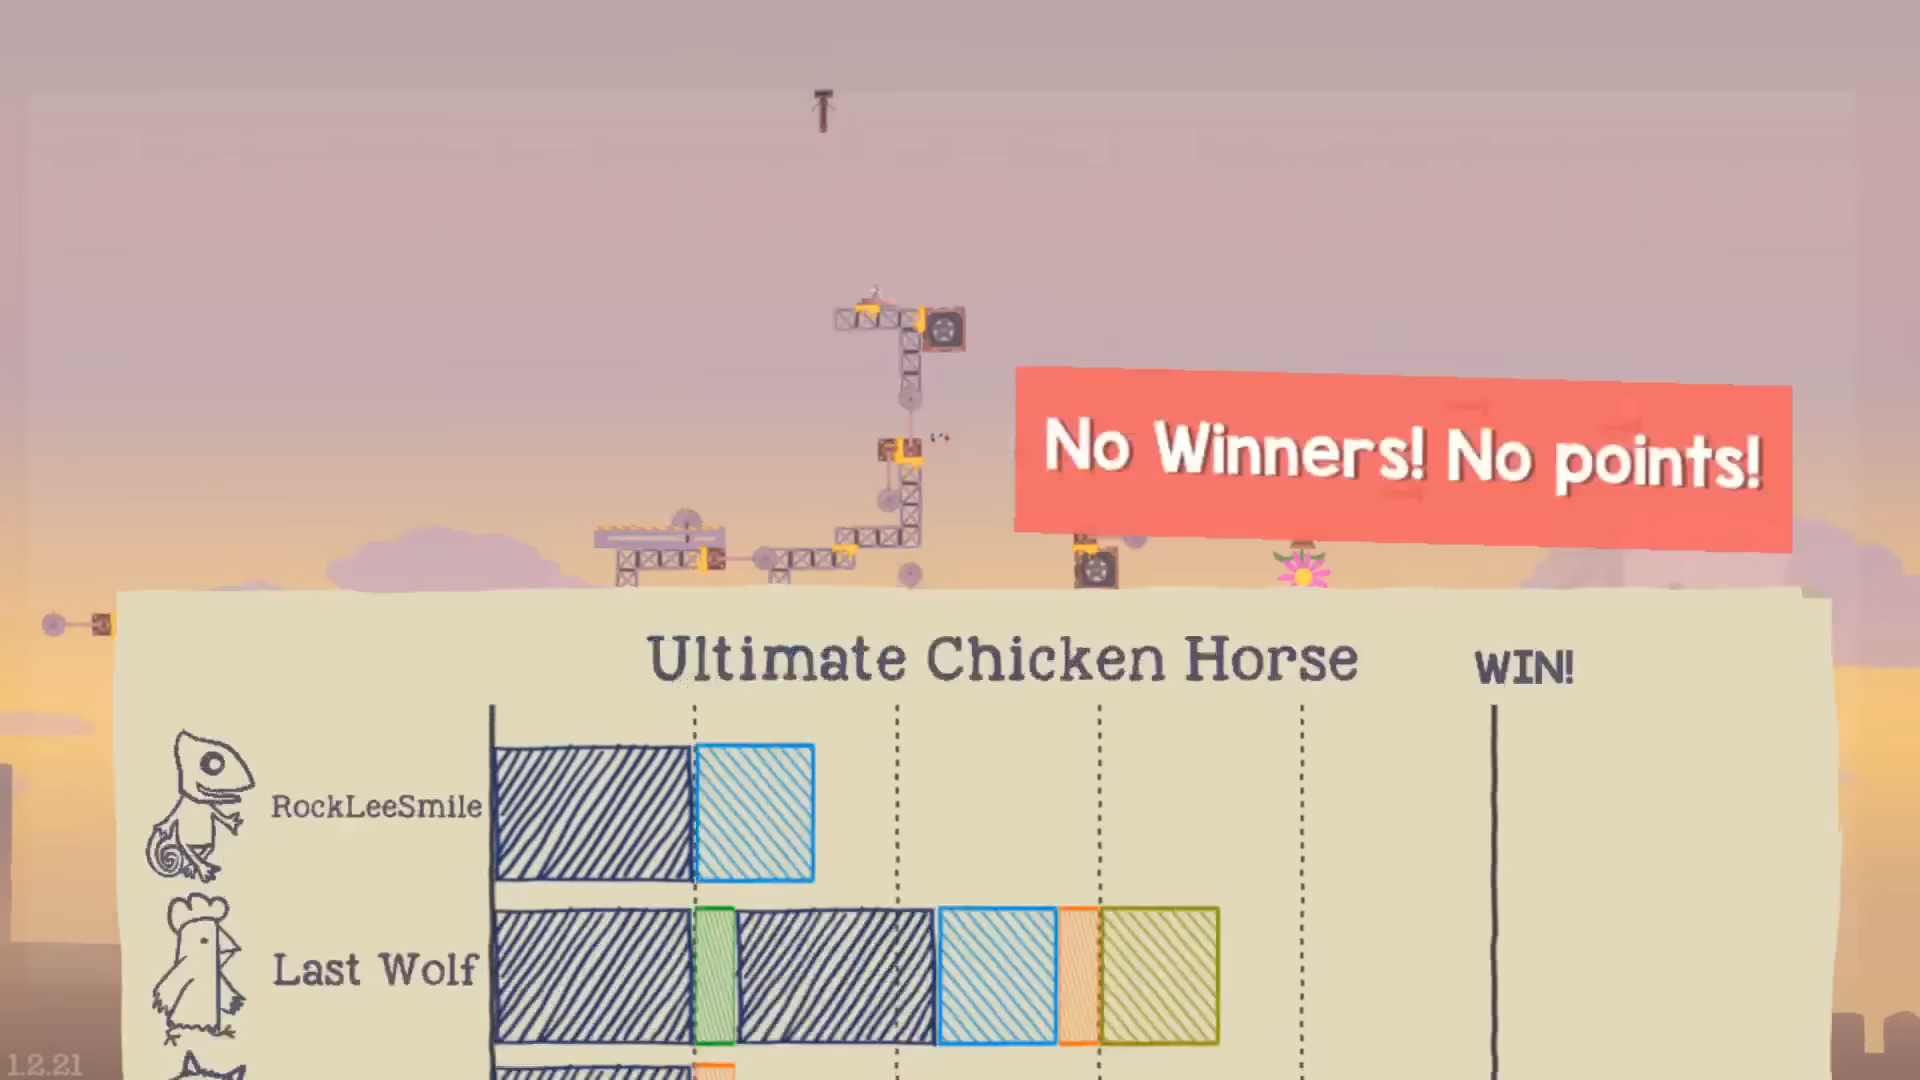 No Winners! No points!
Ultimate Chicken Horse
WIN!
RockLeeSmile
Last Wolf
1.2.21